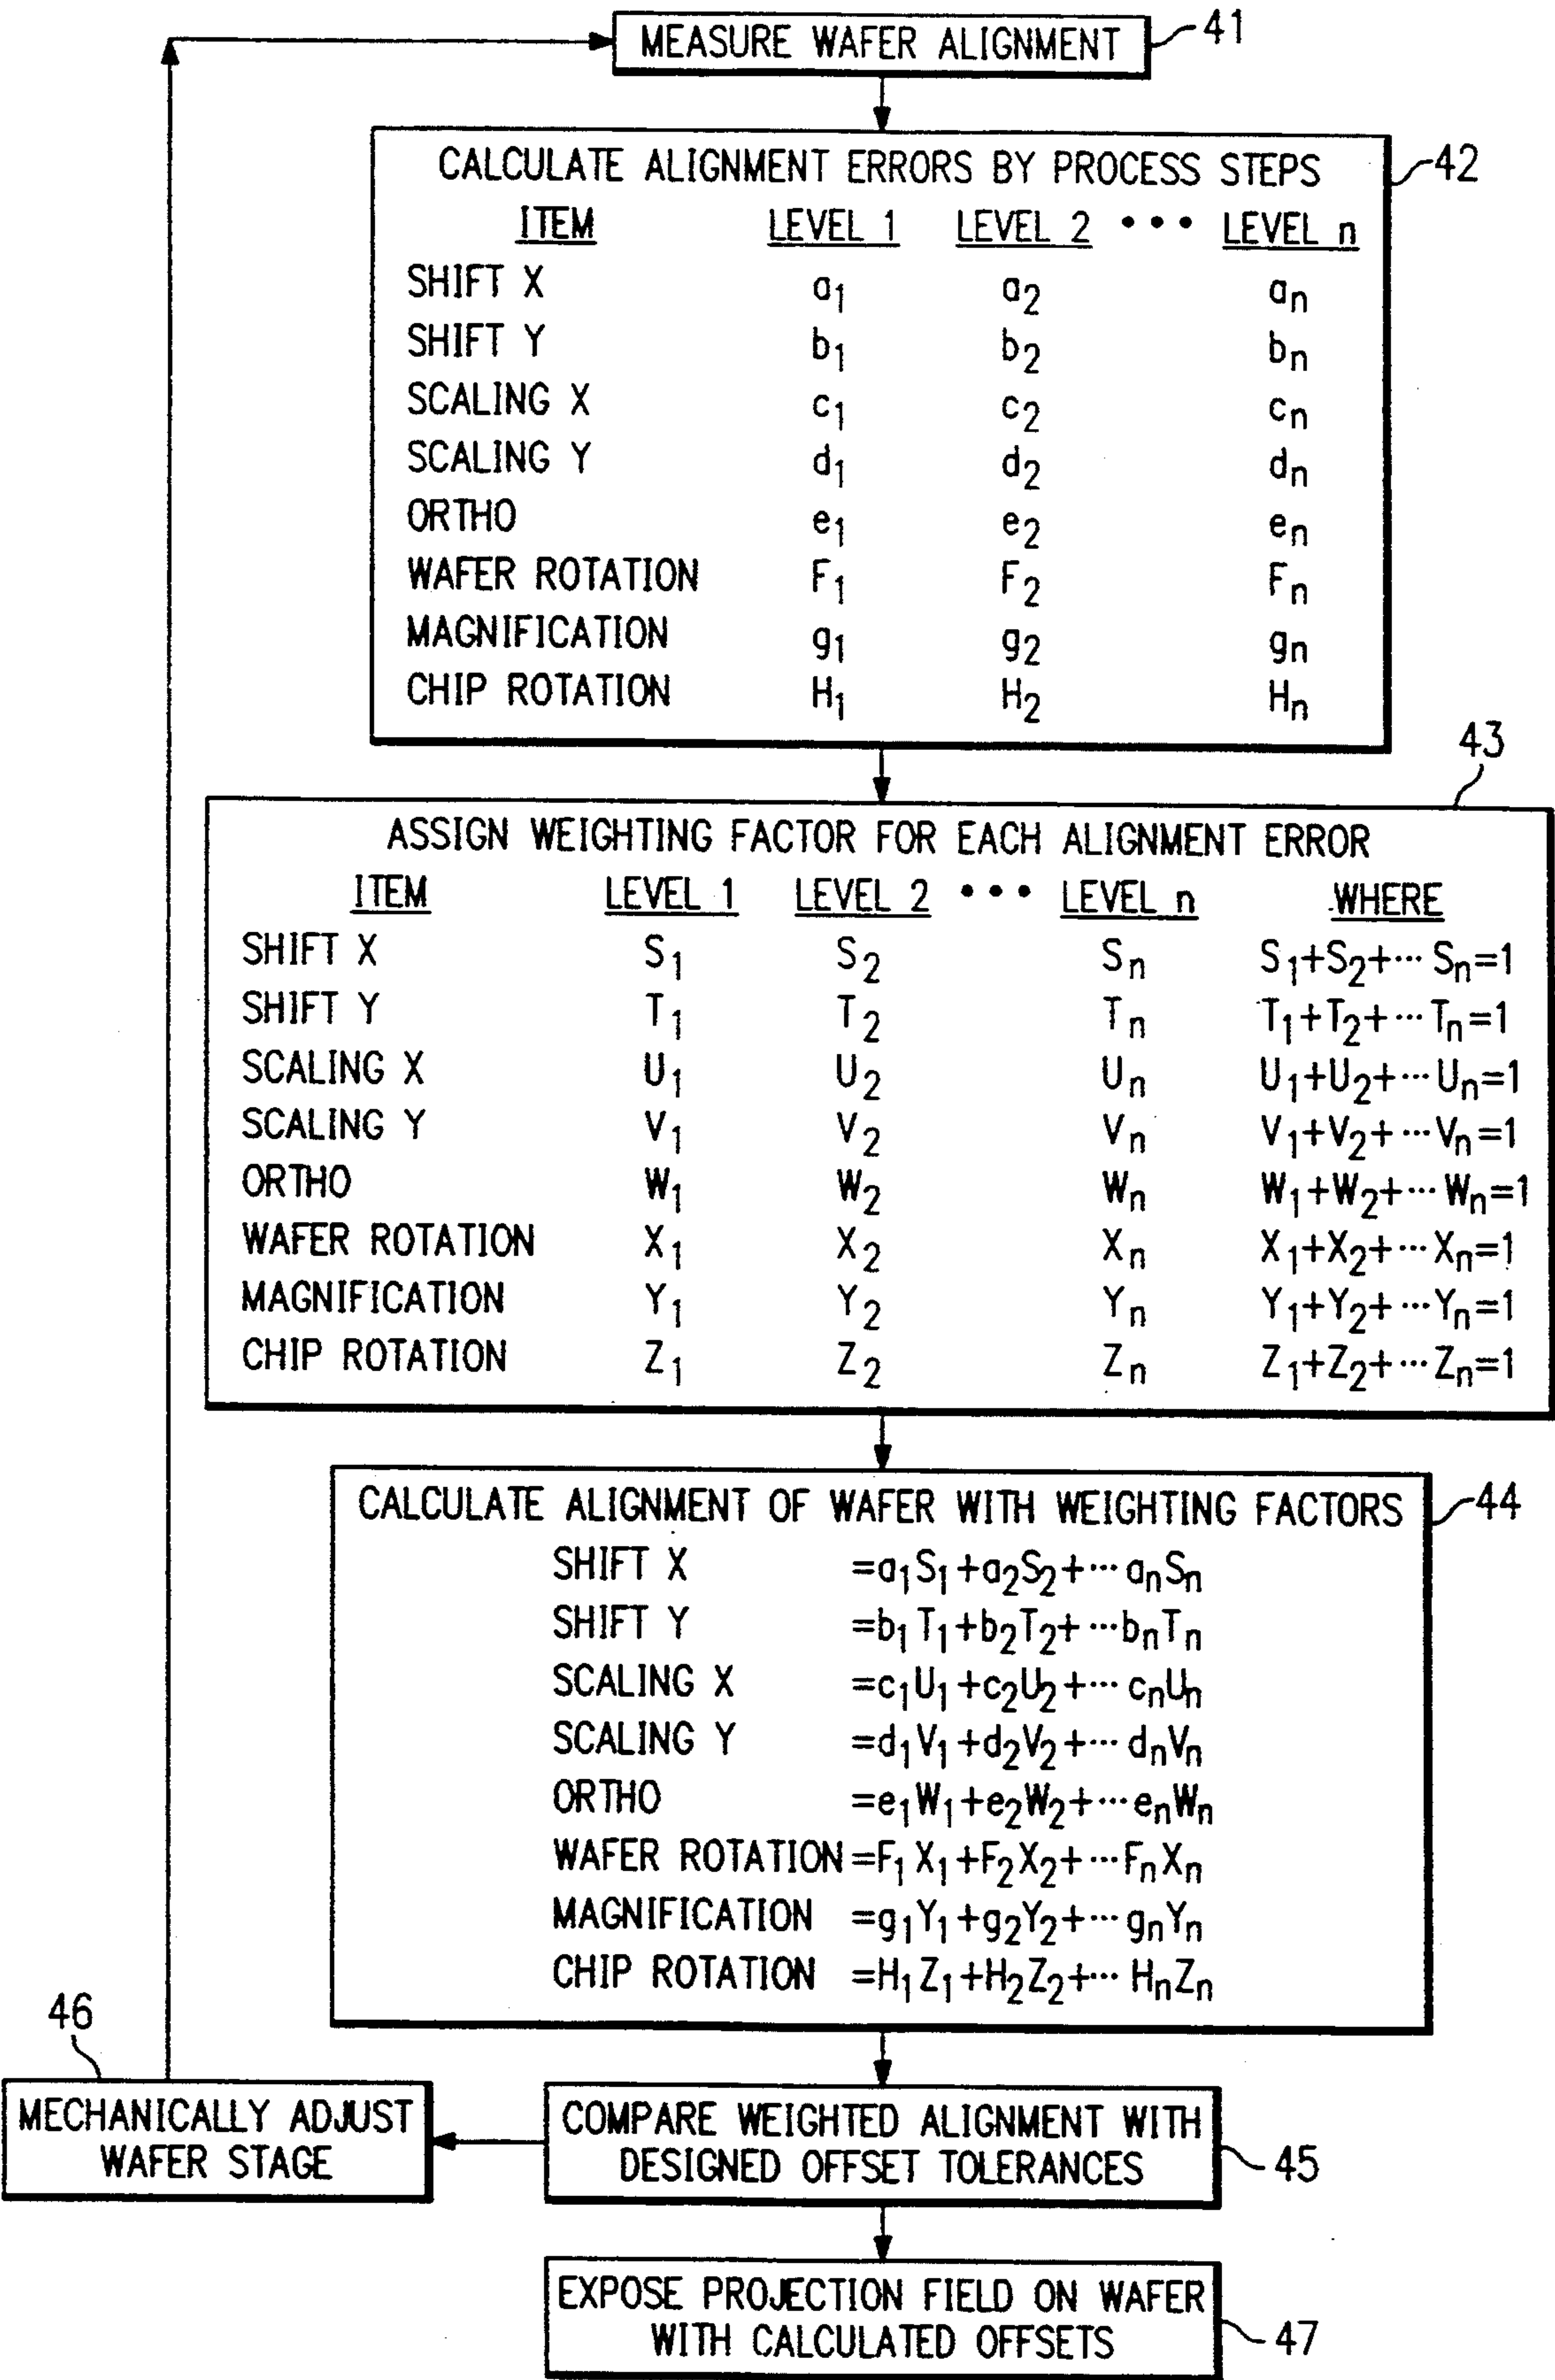 MEASURE WAFER ALIGNMENT 41
CALCULATE ALIGNMENT ERRORS BY PROCESS STEPS 42
ITEM LEVEL 1 LEVEL 2 ••• LEVEL n
SHIFT X a1 a2 an
SHIFT Y b1 b2 bn
SCALING X c1 c2 cn
SCALING Y d1 d2 dn
ORTHO e1 e2 en
WAFER ROTATION F1 F2 Fn
MAGNIFICATION g1 g2 gn
CHIP ROTATION H1 H2 Hn
43
ASSIGN WEIGHTING FACTOR FOR EACH ALIGNMENT ERROR
ITEM LEVEL 1 LEVEL 2 ••• LEVEL n WHERE
SHIFT X S1 S2 Sn S1+S2+··· Sn=1
SHIFT Y T1 T2 Tn T1+T2+···Tn=1
SCALING X U1 U2 Un U1+U2+···Un=1
SCALING Y V1 V2 Vn V1+V2+···Vn=1
ORTHO W1 W2 Wn W1+W2+···Wn=1
WAFER ROTATION X1 X2 Xn X1+X2+···Xn=1
MAGNIFICATION Y1 Y2 Yn Y1+Y2+···Yn=1
CHIP ROTATION Z1 Z2 Zn Z1+Z2+···Zn=1
CALCULATE ALIGNMENT OF WAFER WITH WEIGHTING FACTORS 44
SHIFT X =a1S1+a2S2+··· anSn
SHIFT Y =b1T1+b2T2+···bnTn
SCALING X =c1U1+c2U2+··· cnUn
SCALING Y =d1V1+d2V2+··· dnVn
ORTHO =e1W1+e2W2+···enWn
WAFER ROTATION =F1X1+F2X2+···FnXn
MAGNIFICATION =g1Y1+g2Y2+···gnYn
CHIP ROTATION =H1Z1+H2Z2+··· HnZn
46
MECHANICALLY ADJUST
WAFER STAGE
COMPARE WEIGHTED ALIGNMENT WITH
DESIGNED OFFSET TOLERANCES 45
EXPOSE PROJECTION FIELD ON WAFER
WITH CALCULATED OFFSETS 47